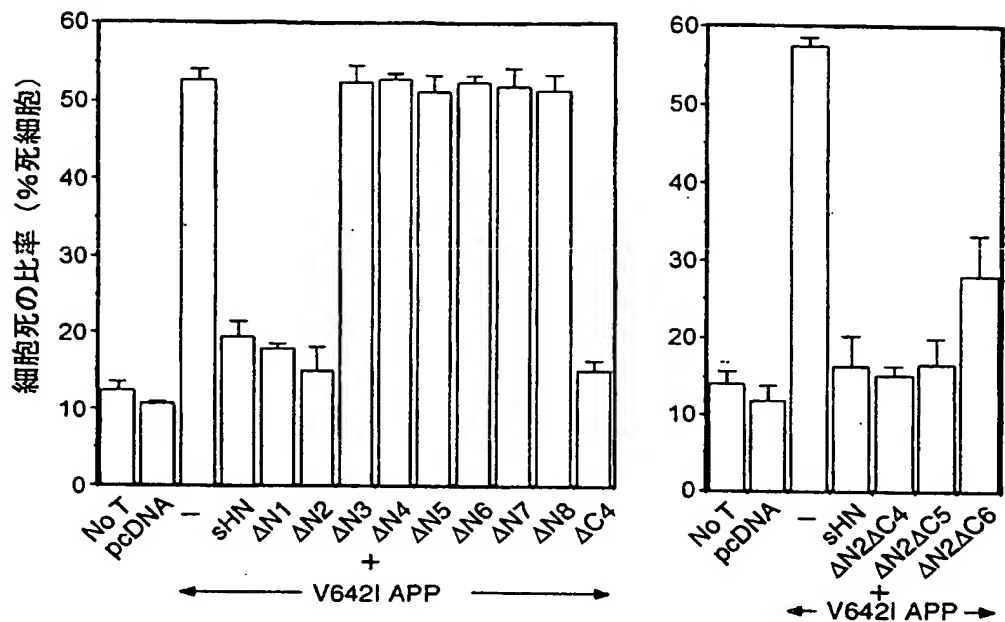 細胞死の比率 (%死細胞)
60
50
40
30
20
10
0
No T
pcDNA
–
sHN
ΔN1
ΔN2
ΔN3
ΔN4
ΔN5
ΔN6
ΔN7
ΔN8
ΔC4
+
V642I APP
60
50
40
30
20
10
0
No T
pcDNA
–
sHN
ΔN2ΔC4
ΔN2ΔC5
ΔN2ΔC6
+
V642I APP